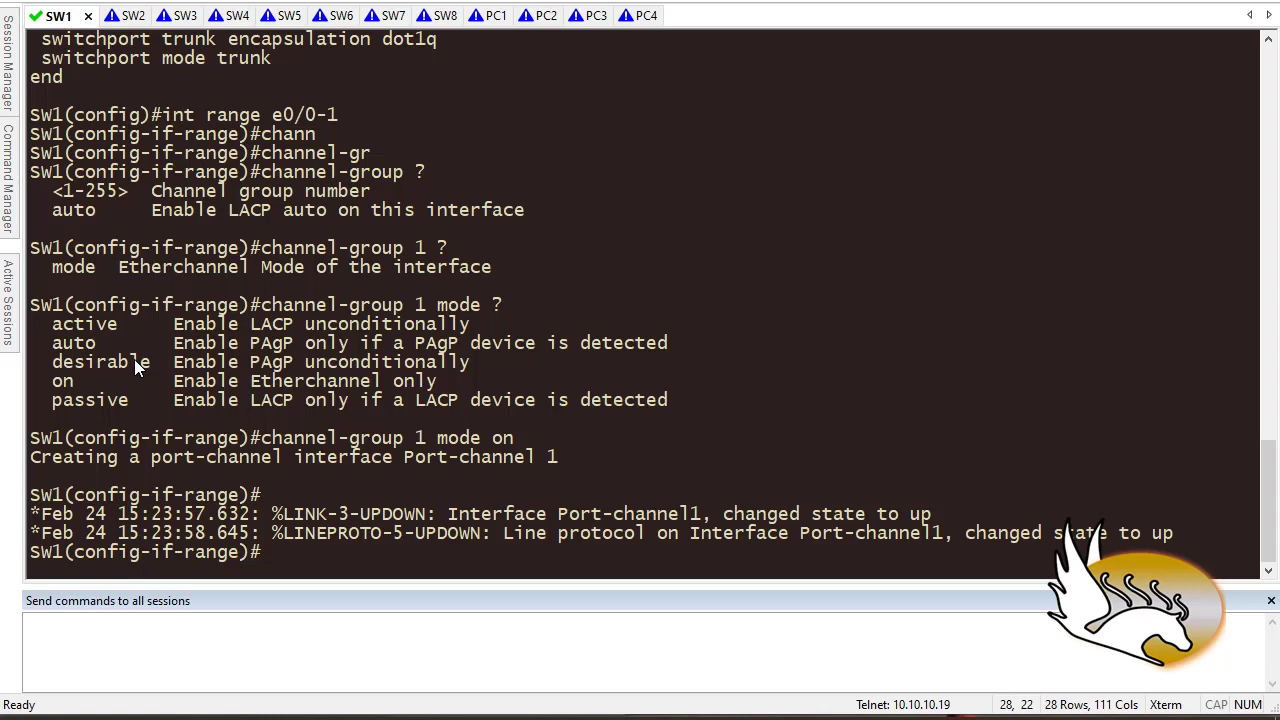 SW1 SW2 SW3 SW4 SW5 SW6 SW7 SW8 PC1 PC2 PC3 PC4
Session Manager
Command Manager
Active Sessions
switchport trunk encapsulation dot1q
switchport mode trunk
end
SW1(config)#int range e0/0-1
SW1(config-if-range)#chann
SW1(config-if-range)#channel-gr
SW1(config-if-range)#channel-group ?
<1-255> Channel group number
auto Enable LACP auto on this interface
SW1(config-if-range)#channel-group 1 ?
mode Etherchannel Mode of the interface
SW1(config-if-range)#channel-group 1 mode ?
active Enable LACP unconditionally
auto Enable PAgP only if a PAgP device is detected
desirable Enable PAgP unconditionally
on Enable Etherchannel only
passive Enable LACP only if a LACP device is detected
SW1(config-if-range)#channel-group 1 mode on
Creating a port-channel interface Port-channel 1
SW1(config-if-range)#
*Feb 24 15:23:57.632: %LINK-3-UPDOWN: Interface Port-channel1, changed state to up
*Feb 24 15:23:58.645: %LINEPROTO-5-UPDOWN: Line protocol on Interface Port-channel1, changed state to up
SW1(config-if-range)#
Send commands to all sessions
Ready Telnet: 10.10.10.19 28, 22 28 Rows, 111 Cols Xterm CAP NUM